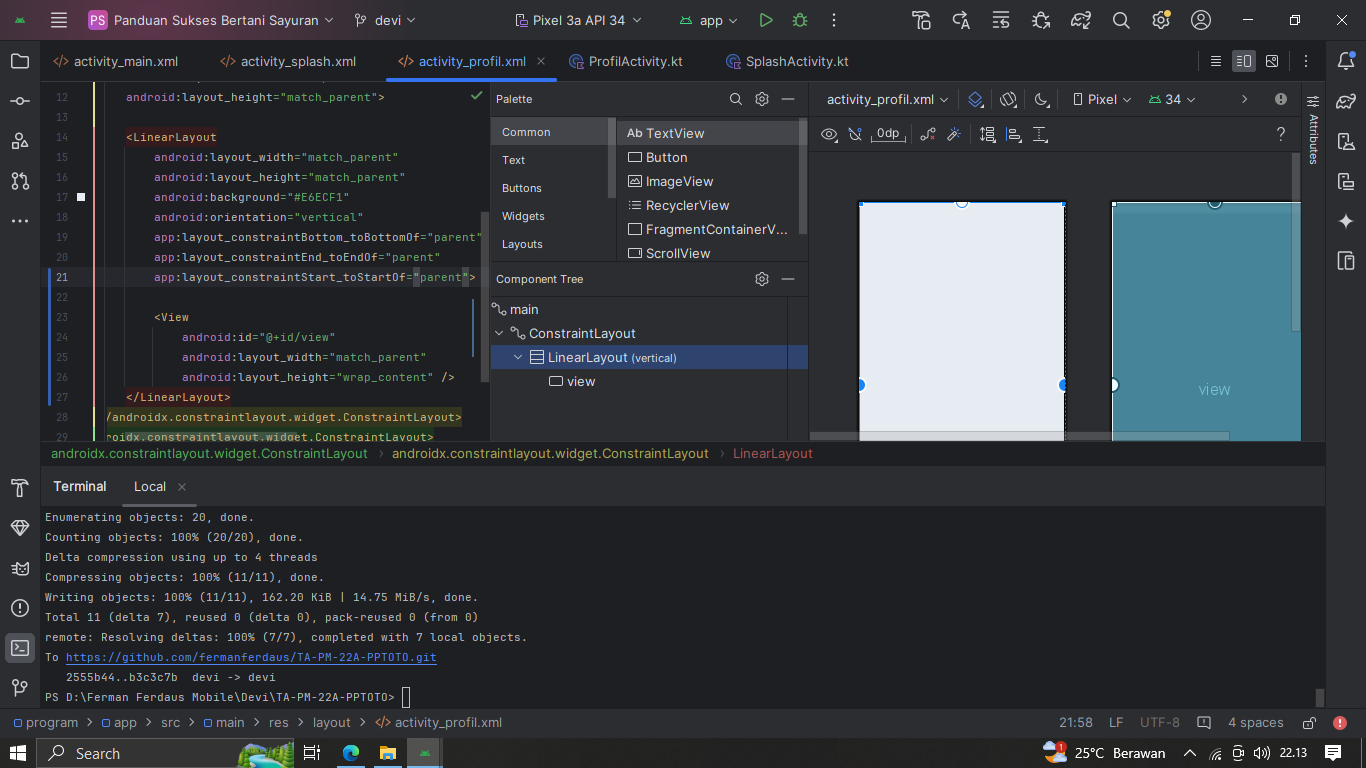 PS Panduan Sukses Bertani Sayuran devi Pixel 3a API 34 app
activity_main.xml activity_splash.xml activity_profil.xml ProfilActivity.kt SplashActivity.kt
12 android:layout_height="match_parent">
13
14 <LinearLayout
15 android:layout_width="match_parent"
16 android:layout_height="match_parent"
17 android:background="#E6ECF1"
18 android:orientation="vertical"
19 app:layout_constraintBottom_toBottomOf="parent"
20 app:layout_constraintEnd_toEndOf="parent"
21 app:layout_constraintStart_toStartOf="parent">
22
23 <View
24 android:id="@+id/view"
25 android:layout_width="match_parent"
26 android:layout_height="wrap_content" />
27 </LinearLayout>
28 /androidx.constraintlayout.widget.ConstraintLayout>
29 roidx.constraintlayout.widget.ConstraintLayout>
Palette
Common
Text
Buttons
Widgets
Layouts
Ab TextView
Button
ImageView
RecyclerView
FragmentContainerV...
ScrollView
Component Tree
main
ConstraintLayout
LinearLayout (vertical)
view
activity_profil.xml Pixel 34
0dp ?
view
Attributes
androidx.constraintlayout.widget.ConstraintLayout › androidx.constraintlayout.widget.ConstraintLayout › LinearLayout
Terminal Local
Enumerating objects: 20, done.
Counting objects: 100% (20/20), done.
Delta compression using up to 4 threads
Compressing objects: 100% (11/11), done.
Writing objects: 100% (11/11), 162.20 KiB | 14.75 MiB/s, done.
Total 11 (delta 7), reused 0 (delta 0), pack-reused 0 (from 0)
remote: Resolving deltas: 100% (7/7), completed with 7 local objects.
To https://github.com/fermanferdaus/TA-PM-22A-PPTOTO.git
2555b44..b3c3c7b devi -> devi
PS D:\Ferman Ferdaus Mobile\Devi\TA-PM-22A-PPTOTO>
program › app › src › main › res › layout › activity_profil.xml 21:58 LF UTF-8 4 spaces
Search 1 25°C Berawan 22.13